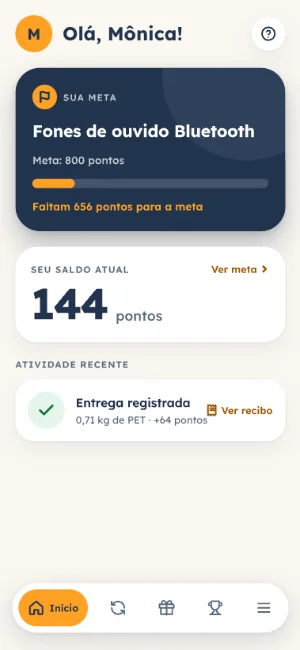 M
Olá, Mônica!
SUA META
Fones de ouvido Bluetooth
Meta: 800 pontos
Faltam 656 pontos para a meta
SEU SALDO ATUAL
Ver meta
144 pontos
ATIVIDADE RECENTE
Entrega registrada
0,71 kg de PET · +64 pontos
Ver recibo
Início